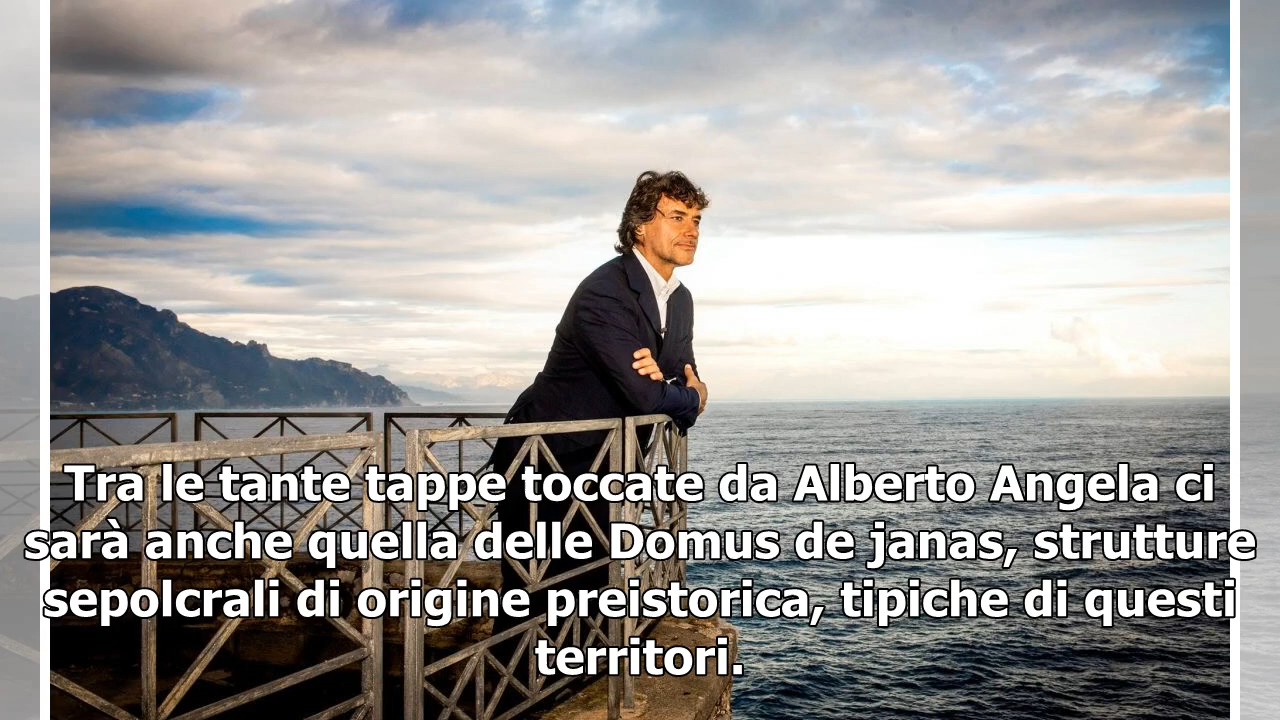 Tra le tante tappe toccate da Alberto Angela ci
sarà anche quella delle Domus de janas, strutture
sepolcrali di origine preistorica, tipiche di questi
territori.